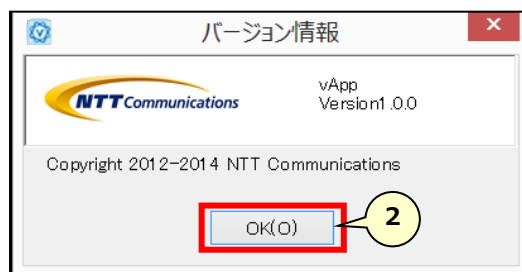 バージョン情報
×
NTT Communications
vApp
Version1.0.0
Copyright 2012-2014 NTT Communications
OK(O)
2